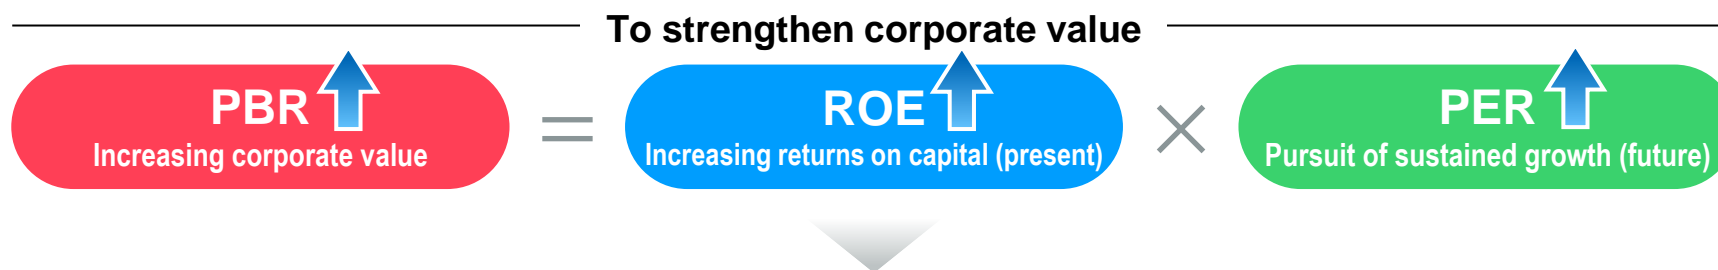 To strengthen corporate value
PBR = ROE × PER
Increasing corporate value
Increasing returns on capital (present)
Pursuit of sustained growth (future)